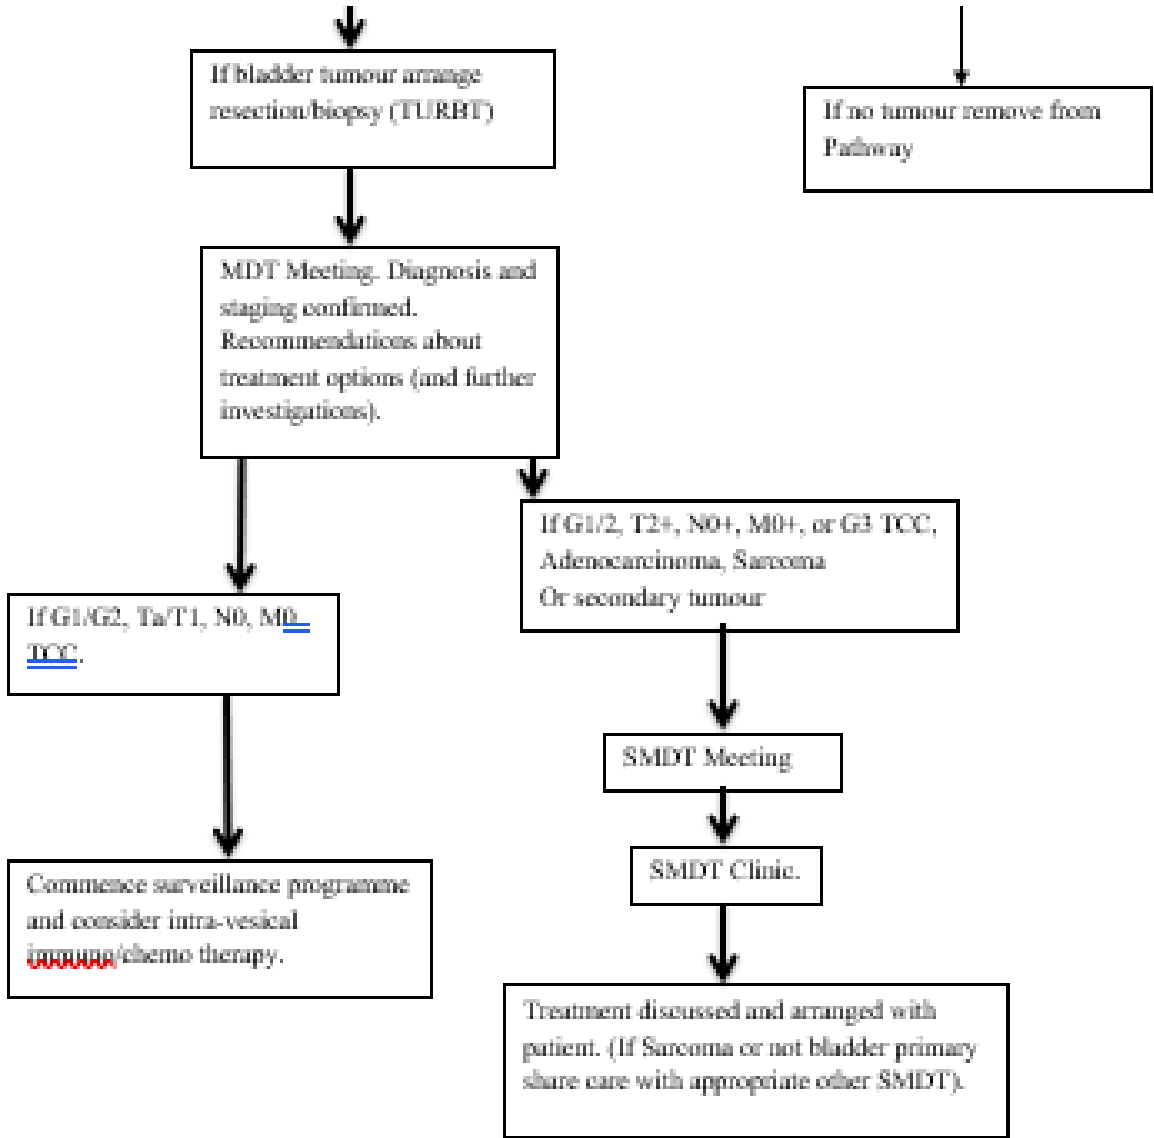 If bladder tumour arrange
resection/biopsy (TURBT)
If no tumour remove from
Pathway
MDT Meeting. Diagnosis and
staging confirmed.
Recommendations about
treatment options (and further
investigations).
If G1/2, T2+, N0+, M0+, or G3 TCC,
Adenocarcinoma, Sarcoma
Or secondary tumour
If G1/G2, Ta/T1, N0, M0
TCC.
SMDT Meeting
SMDT Clinic.
Commence surveillance programme
and consider intra-vesical
immuno/chemo therapy.
Treatment discussed and arranged with
patient. (If Sarcoma or not bladder primary
share care with appropriate other SMDT).